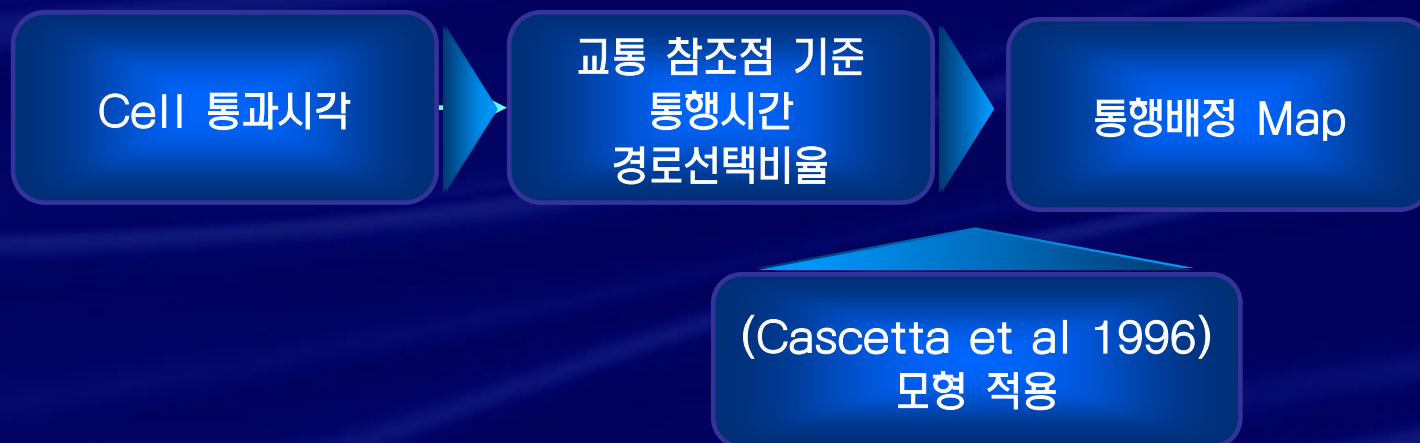 Cell 통과시각
교통 참조점 기준
통행시간
경로선택비율
통행배정 Map
(Cascetta et al 1996)
모형 적용